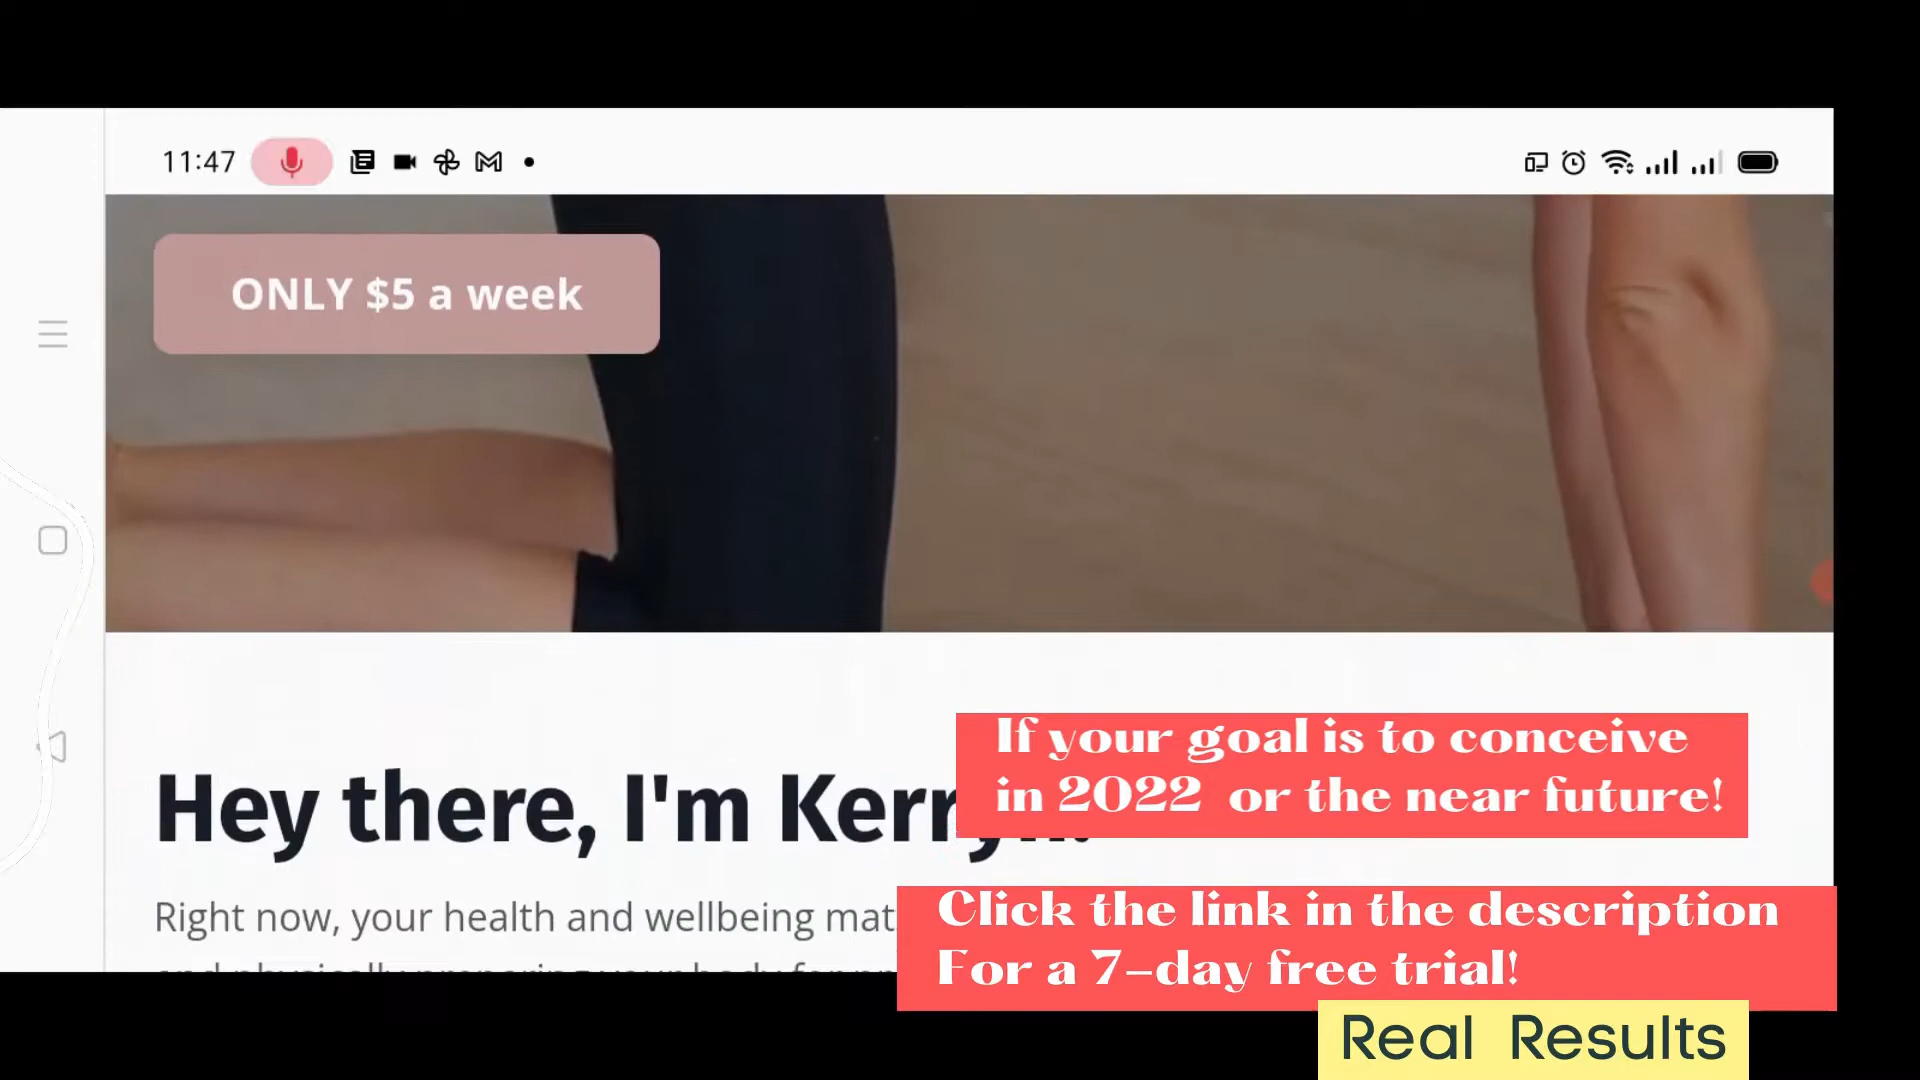 11:47
ONLY $5 a week
Hey there, I'm
If your goal is to conceive
in 2022 or the near future!
Right now, your health and wellbeing
Click the link in the description
For a 7-day free trial!
Real Results